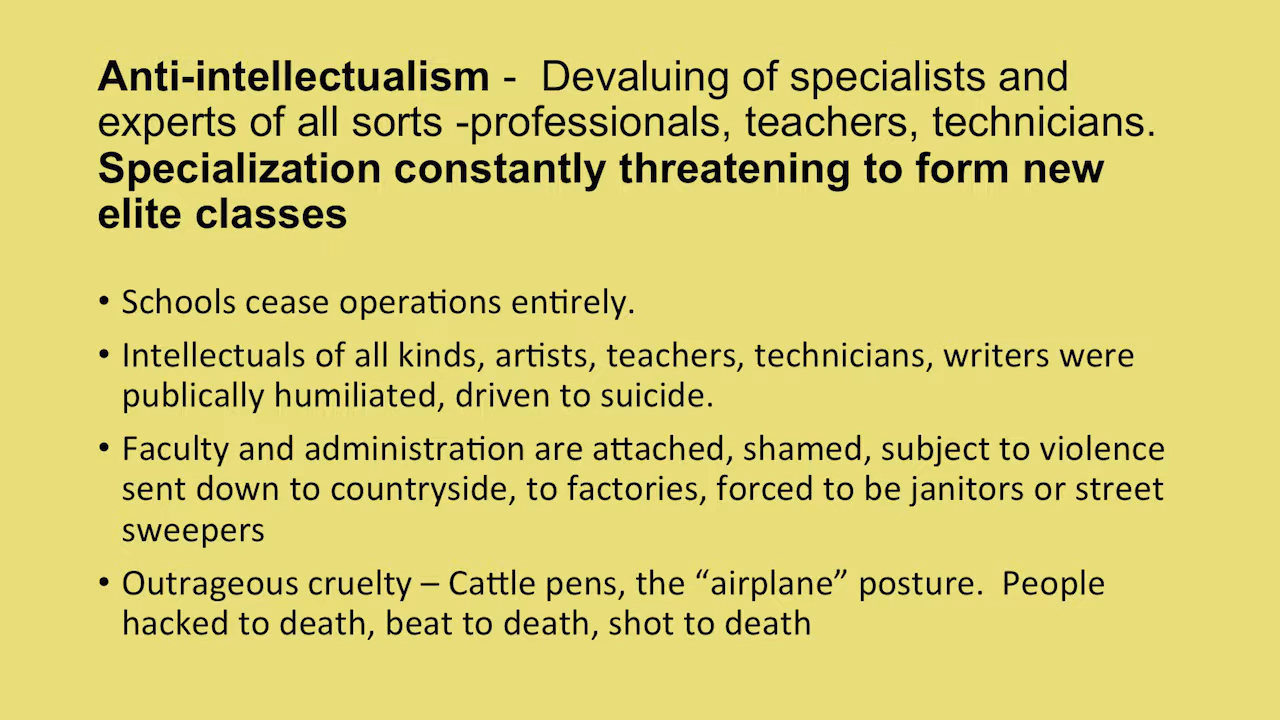 Anti-intellectualism -  Devaluing of specialists and
experts of all sorts -professionals, teachers, technicians.
Specialization constantly threatening to form new
elite classes
• Schools cease operations entirely.
• Intellectuals of all kinds, artists, teachers, technicians, writers were
publically humiliated, driven to suicide.
• Faculty and administration are attached, shamed, subject to violence
sent down to countryside, to factories, forced to be janitors or street
sweepers
• Outrageous cruelty – Cattle pens, the “airplane” posture.  People
hacked to death, beat to death, shot to death